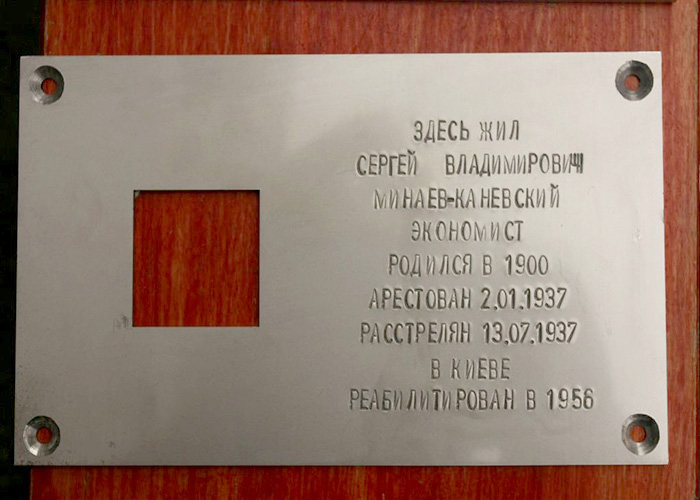 ЗДЕСЬ ЖИЛ
СЕРГЕЙ ВЛАДИМИРОВИЧ
МИНАЕВ-КАНЕВСКИЙ
ЭКОНОМИСТ
РОДИЛСЯ В 1900
АРЕСТОВАН 2.01.1937
РАССТРЕЛЯН 13.07.1937
В КИЕВЕ
РЕАБИЛИТИРОВАН В 1956